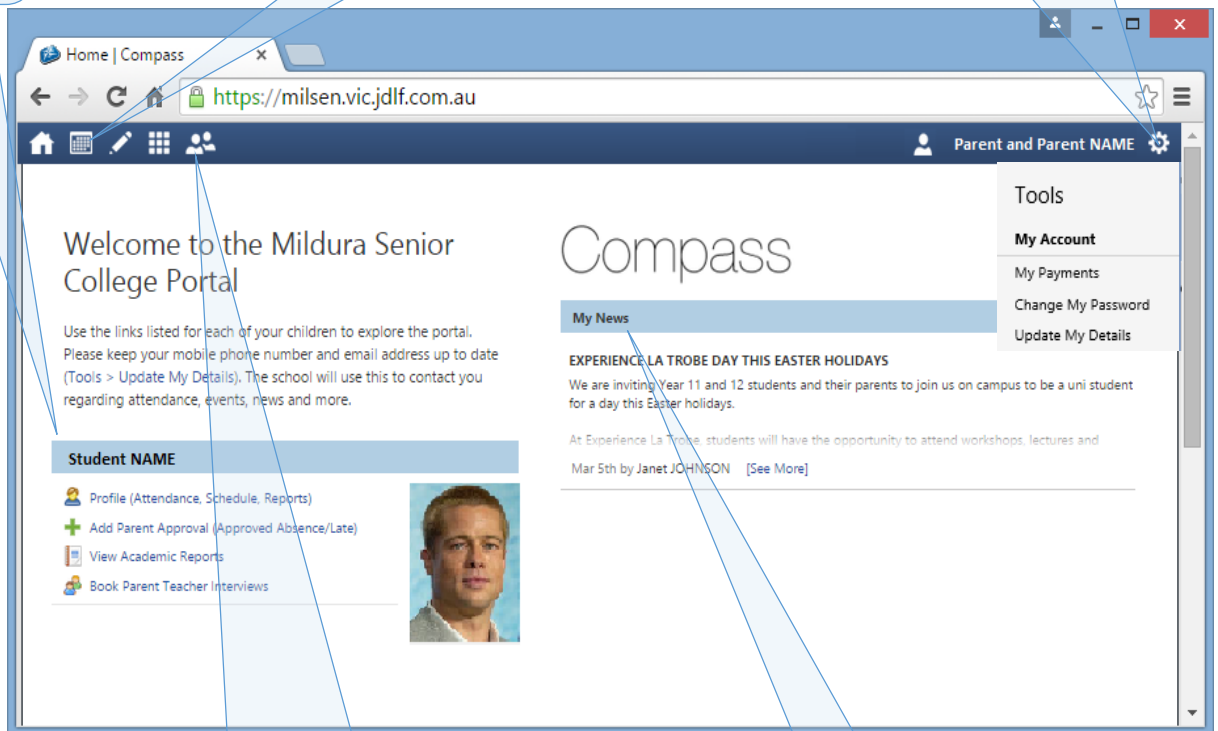 Home | Compass
https://milsen.vic.jdlf.com.au
Parent and Parent NAME
Tools
My Account
My Payments
Change My Password
Update My Details
Welcome to the Mildura Senior
College Portal
Use the links listed for each of your children to explore the portal.
Please keep your mobile phone number and email address up to date
(Tools > Update My Details). The school will use this to contact you
regarding attendance, events, news and more.
Student NAME
Profile (Attendance, Schedule, Reports)
Add Parent Approval (Approved Absence/Late)
View Academic Reports
Book Parent Teacher Interviews
Compass
My News
EXPERIENCE LA TROBE DAY THIS EASTER HOLIDAYS
We are inviting Year 11 and 12 students and their parents to join us on campus to be a uni student
for a day this Easter holidays.
At Experience La Trobe, students will have the opportunity to attend workshops, lectures and
Mar 5th by Janet JOHNSON [See More]